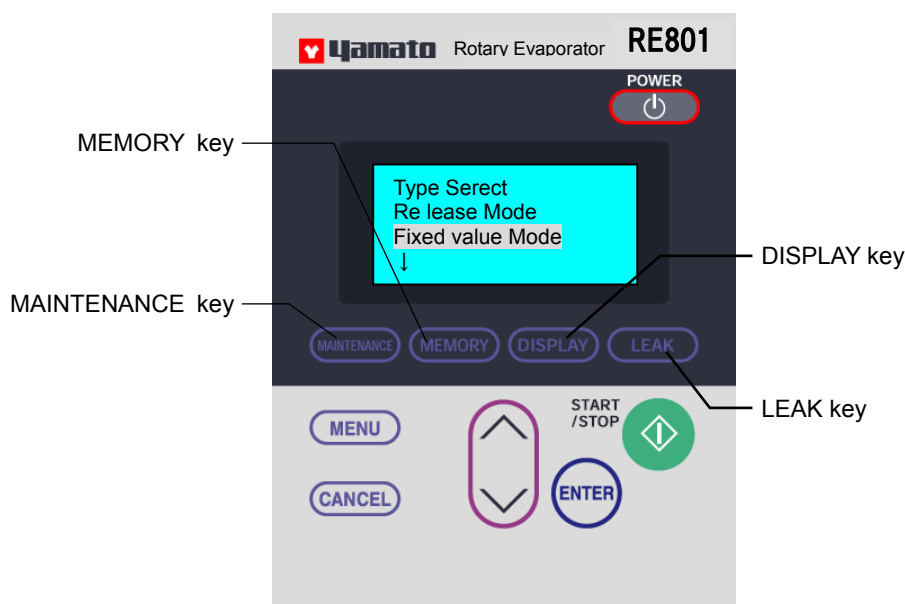 Yamato Rotary Evaporator RE801
POWER
MEMORY key
Type Serect
Re lease Mode
Fixed value Mode
↓
DISPLAY key
MAINTENANCE key
MAINTENANCE MEMORY DISPLAY LEAK
LEAK key
START
/STOP
MENU
CANCEL
ENTER